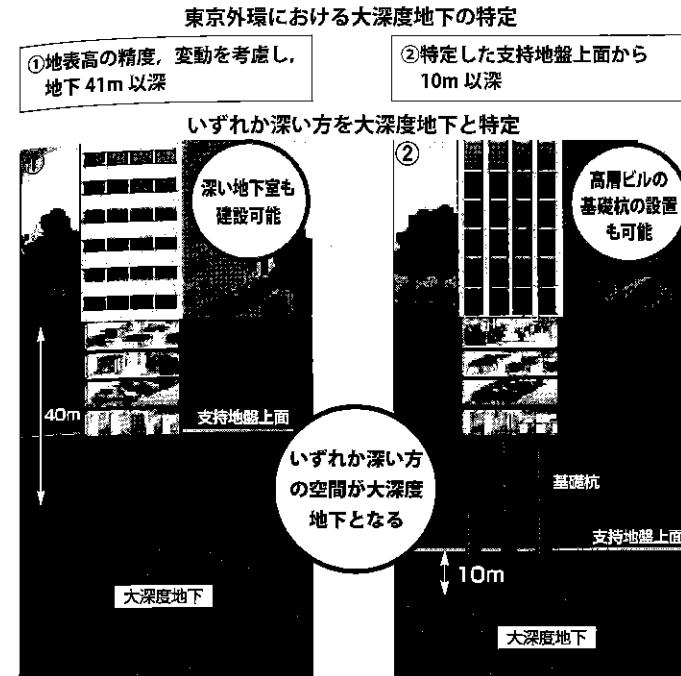 東京外環における大深度地下の特定
①地表高の精度，変動を考慮し，
地下 41m 以深
②特定した支持地盤上面から
10m 以深
いずれか深い方を大深度地下と特定
①
深い地下室も
建設可能
40m
支持地盤上面
大深度地下
いずれか深い方
の空間が大深度
地下となる
②
高層ビルの
基礎杭の設置
も可能
基礎杭
支持地盤上面
10m
大深度地下